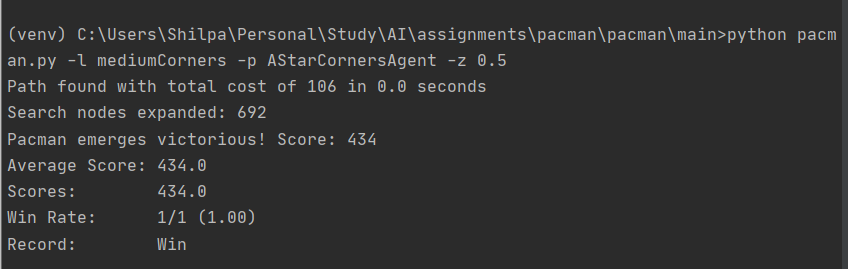 (venv) C:\Users\Shilpa\Personal\Study\AI\assignments\pacman\pacman\main>python pacm
an.py -l mediumCorners -p AStarCornersAgent -z 0.5
Path found with total cost of 106 in 0.0 seconds
Search nodes expanded: 692
Pacman emerges victorious! Score: 434
Average Score: 434.0
Scores:        434.0
Win Rate:      1/1 (1.00)
Record:        Win